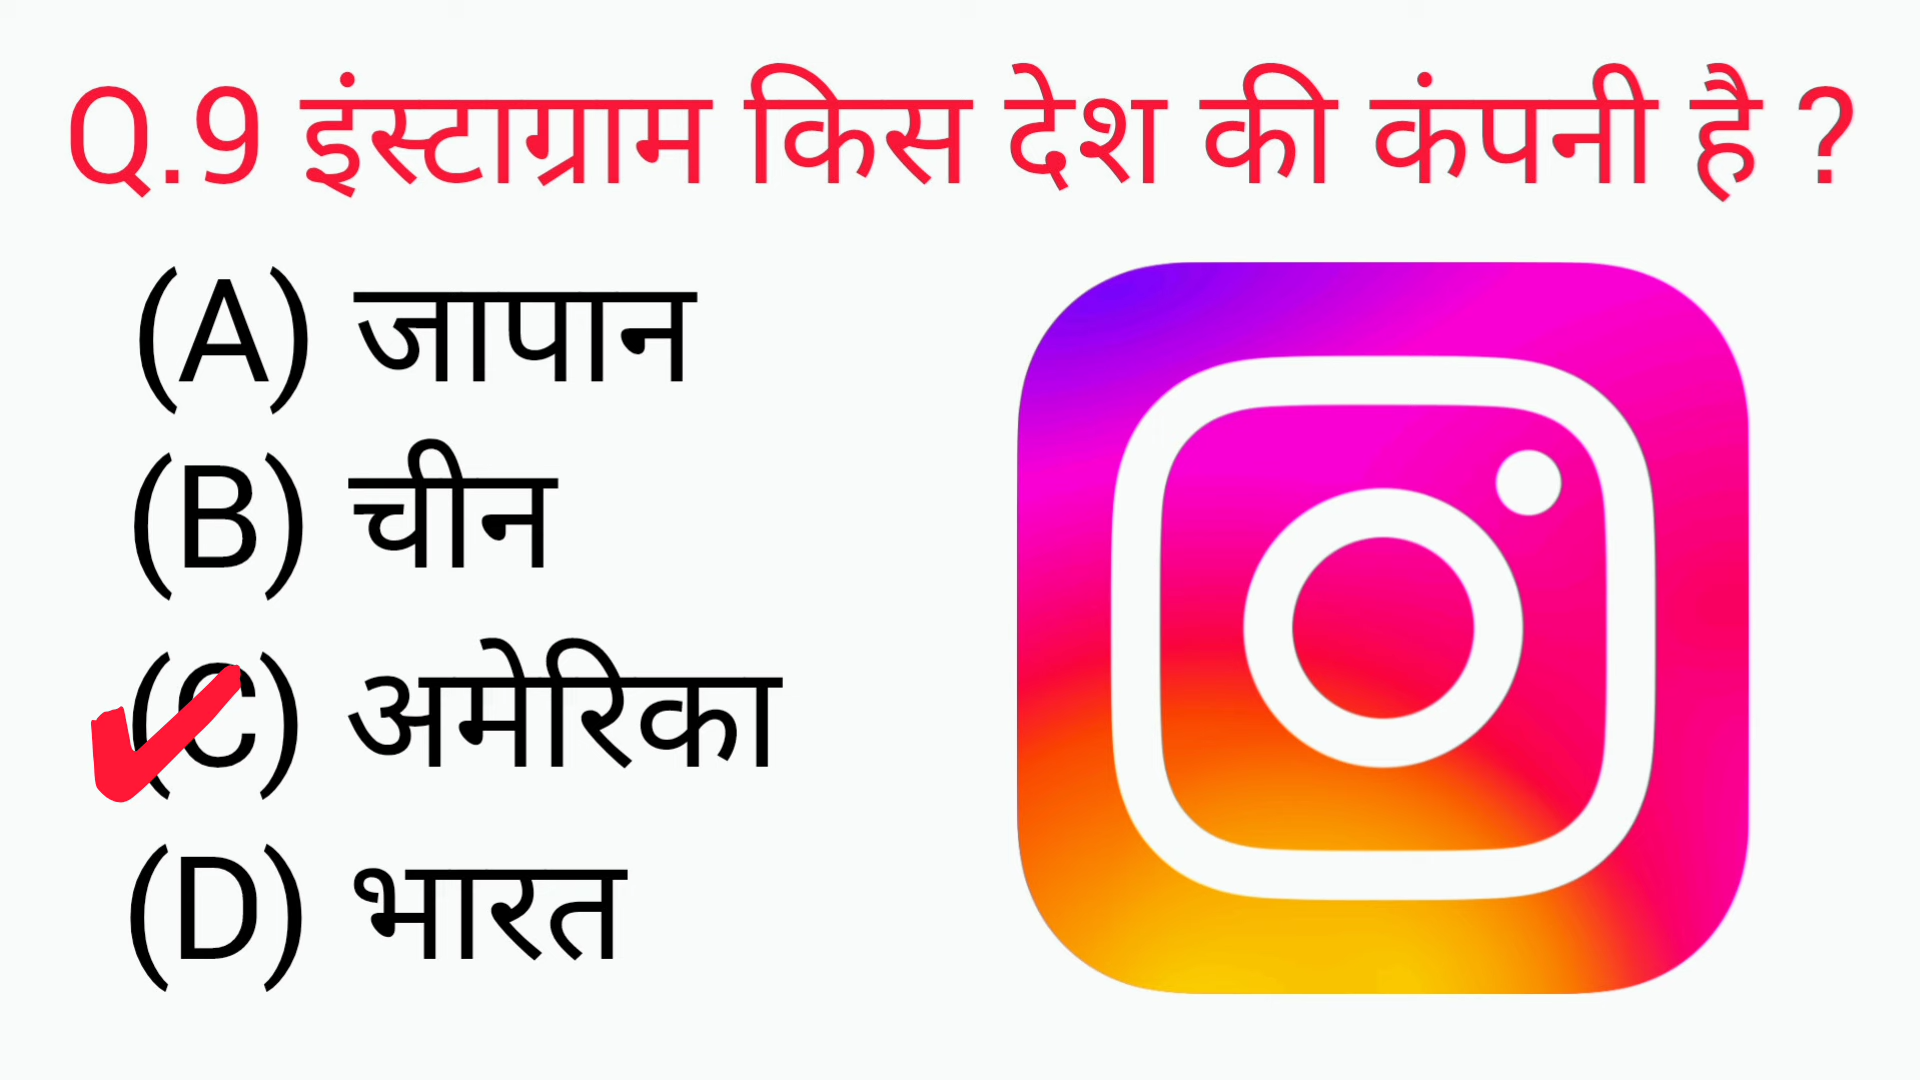 Q.9 इंस्टाग्राम किस देश की कंपनी है ?
(A) जापान
(B) चीन
(C) अमेरिका
(D) भारत